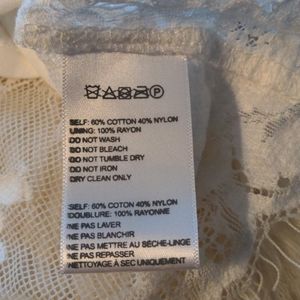 SELF: 60% COTTON 40% NYLON
LINING: 100% RAYON
DO NOT WASH
DO NOT BLEACH
DO NOT TUMBLE DRY
DO NOT IRON
DRY CLEAN ONLY
SELF: 60% COTON 40% NYLON
DOUBLURE: 100% RAYONNE
NE PAS LAVER
NE PAS BLANCHIR
NE PAS METTRE AU SÈCHE-LINGE
NE PAS REPASSER
NETTOYAGE À SEC UNIQUEMENT